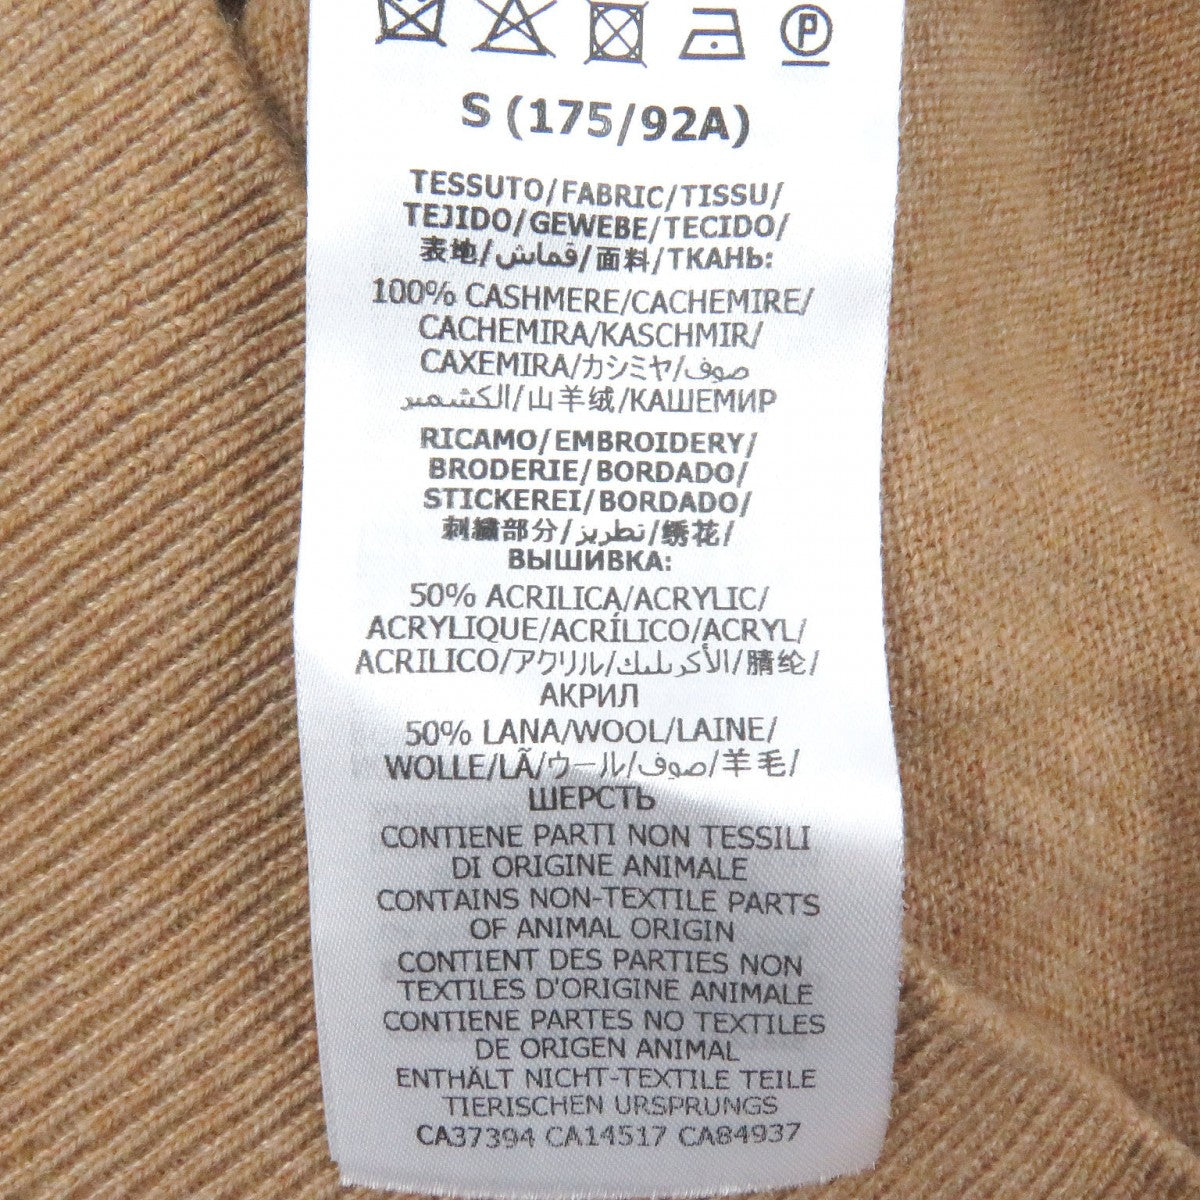 P
S (175/92A)
TESSUTO/FABRIC/TISSU/
TEJIDO/GEWEBE/TECIDO/
表地/قماش/面料/ТКАНЬ:
100% CASHMERE/CACHEMIRE/
CACHEMIRA/KASCHMIR/
CAXEMIRA/カシミヤ/صوف
الكشمير/山羊绒/КАШЕМИР
RICAMO/EMBROIDERY/
BRODERIE/BORDADO/
STICKEREI/BORDADO/
刺繍部分/تطريز/绣花/
ВЫШИВКА:
50% ACRILICA/ACRYLIC/
ACRYLIQUE/ACRÍLICO/ACRYL/
ACRILICO/アクリル/الأكريليك/腈纶/
АКРИЛ
50% LANA/WOOL/LAINE/
WOLLE/LÃ/ウール/صوف/羊毛/
ШЕРСТЬ
CONTIENE PARTI NON TESSILI
DI ORIGINE ANIMALE
CONTAINS NON-TEXTILE PARTS
OF ANIMAL ORIGIN
CONTIENT DES PARTIES NON
TEXTILES D'ORIGINE ANIMALE
CONTIENE PARTES NO TEXTILES
DE ORIGEN ANIMAL
ENTHÄLT NICHT-TEXTILE TEILE
TIERISCHEN URSPRUNGS
CA37394 CA14517 CA84937